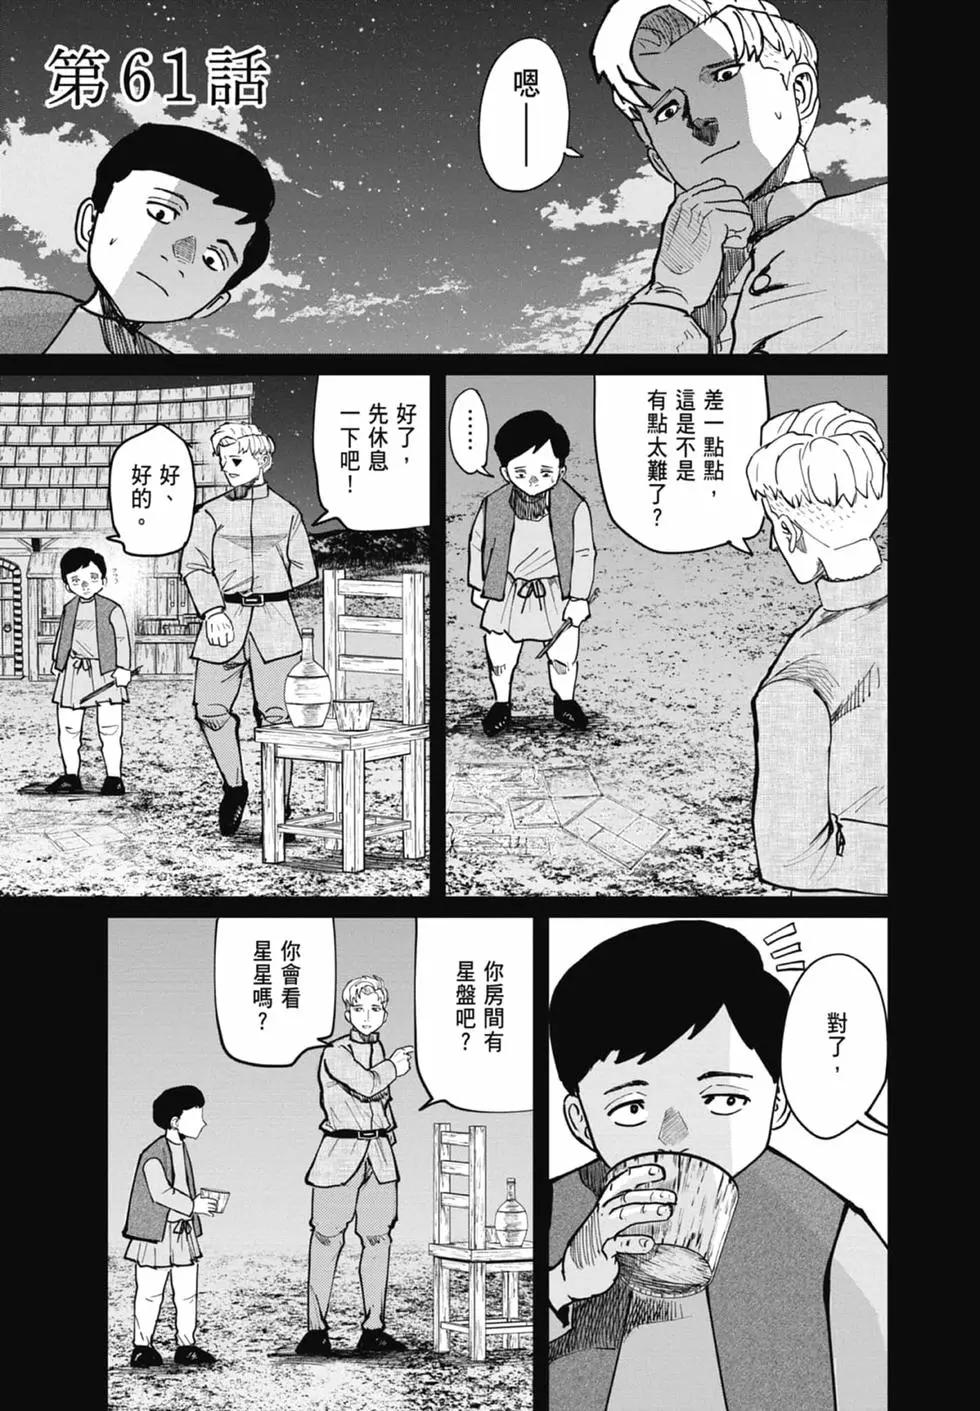 第61話
嗯──
差一點點，
這是不是
有點太難了？
……
好了，
先休息
一下吧！
好、
好的。
對了，
你房間有
星盤吧？
你會看
星星嗎？